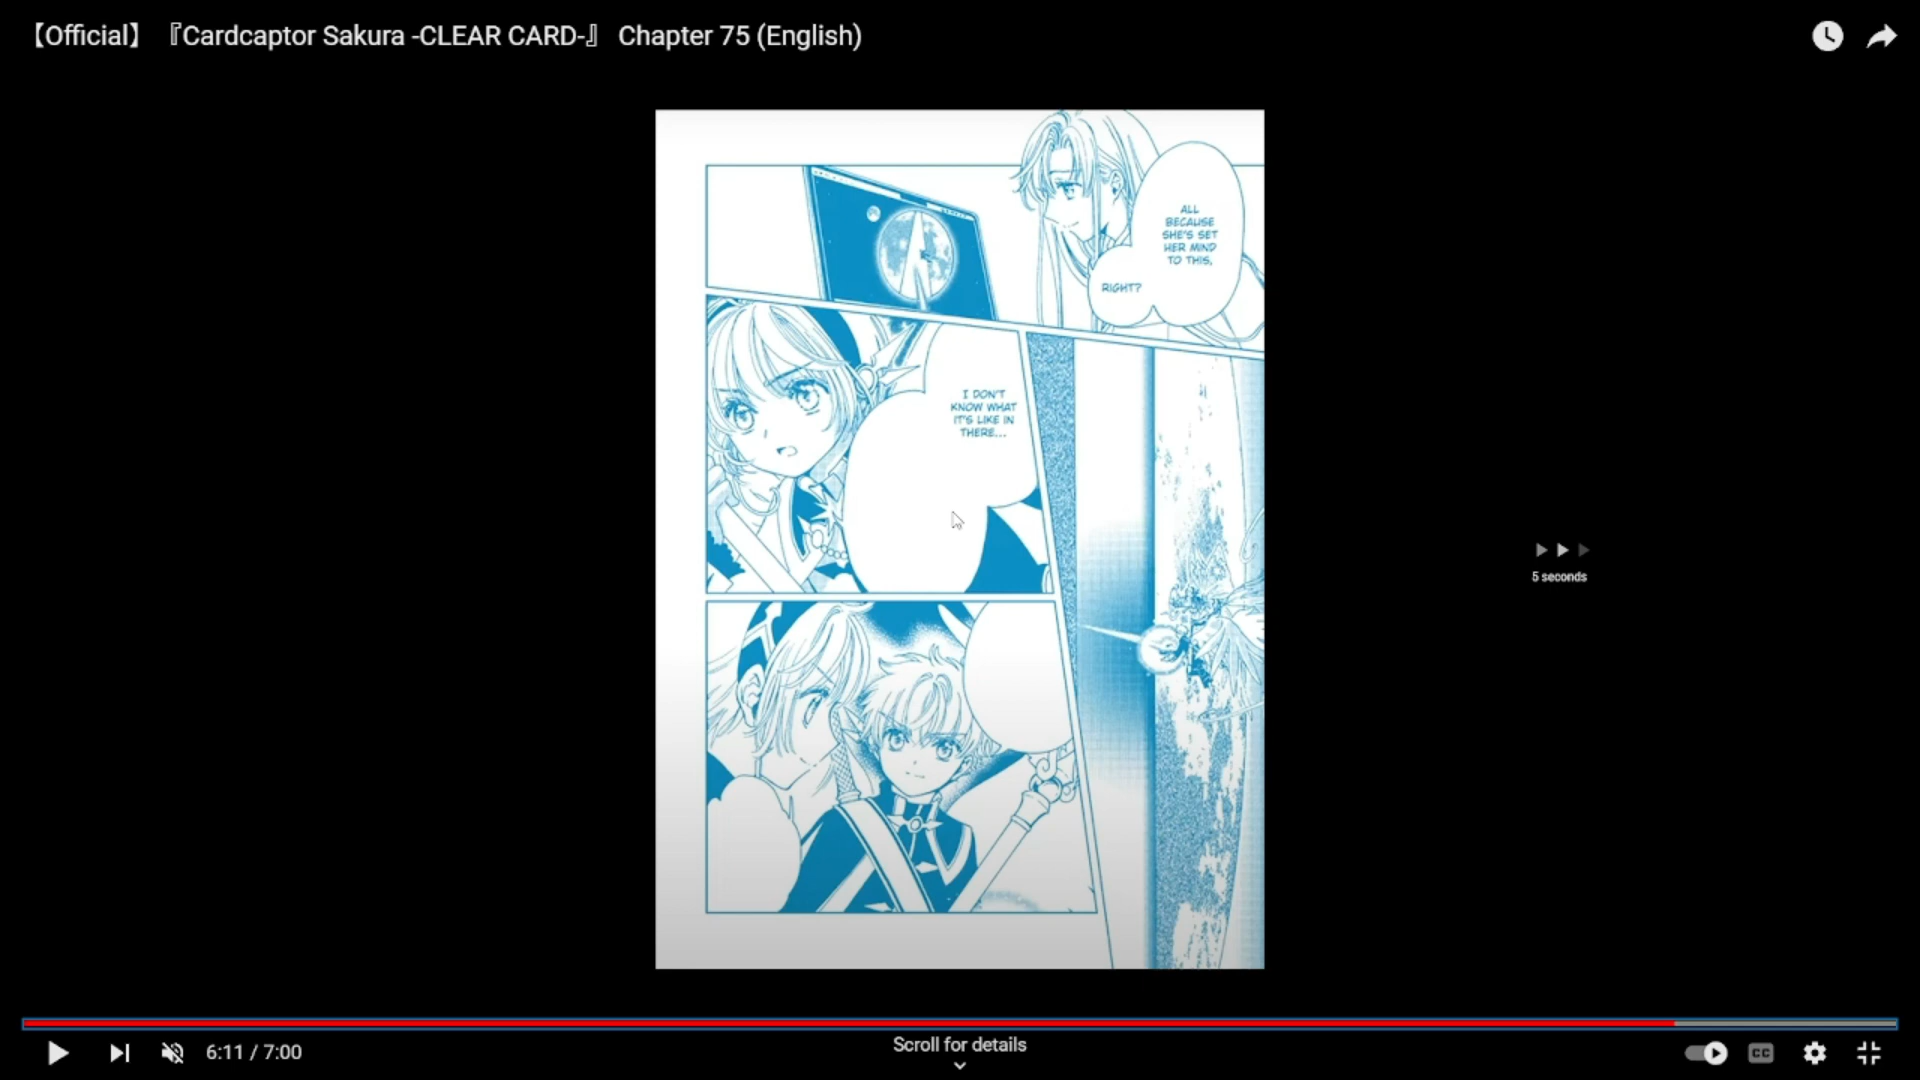 【Official】 『Cardcaptor Sakura -CLEAR CARD-』 Chapter 75 (English)
ALL
BECAUSE
SHE'S SET
HER MIND
TO THIS,
RIGHT?
I DON'T
KNOW WHAT
IT'S LIKE IN
THERE...
5 seconds
6:11 / 7:00
Scroll for details
CC